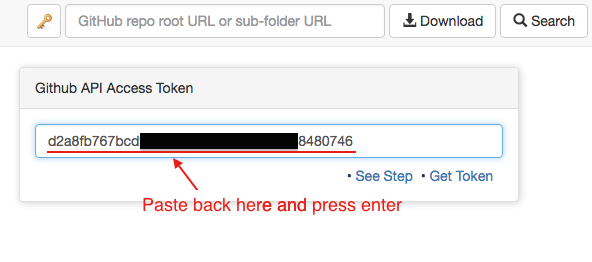 GitHub repo root URL or sub-folder URL Download Search
Github API Access Token
d2a8fb767bcd 8480746
• See Step • Get Token
Paste back here and press enter